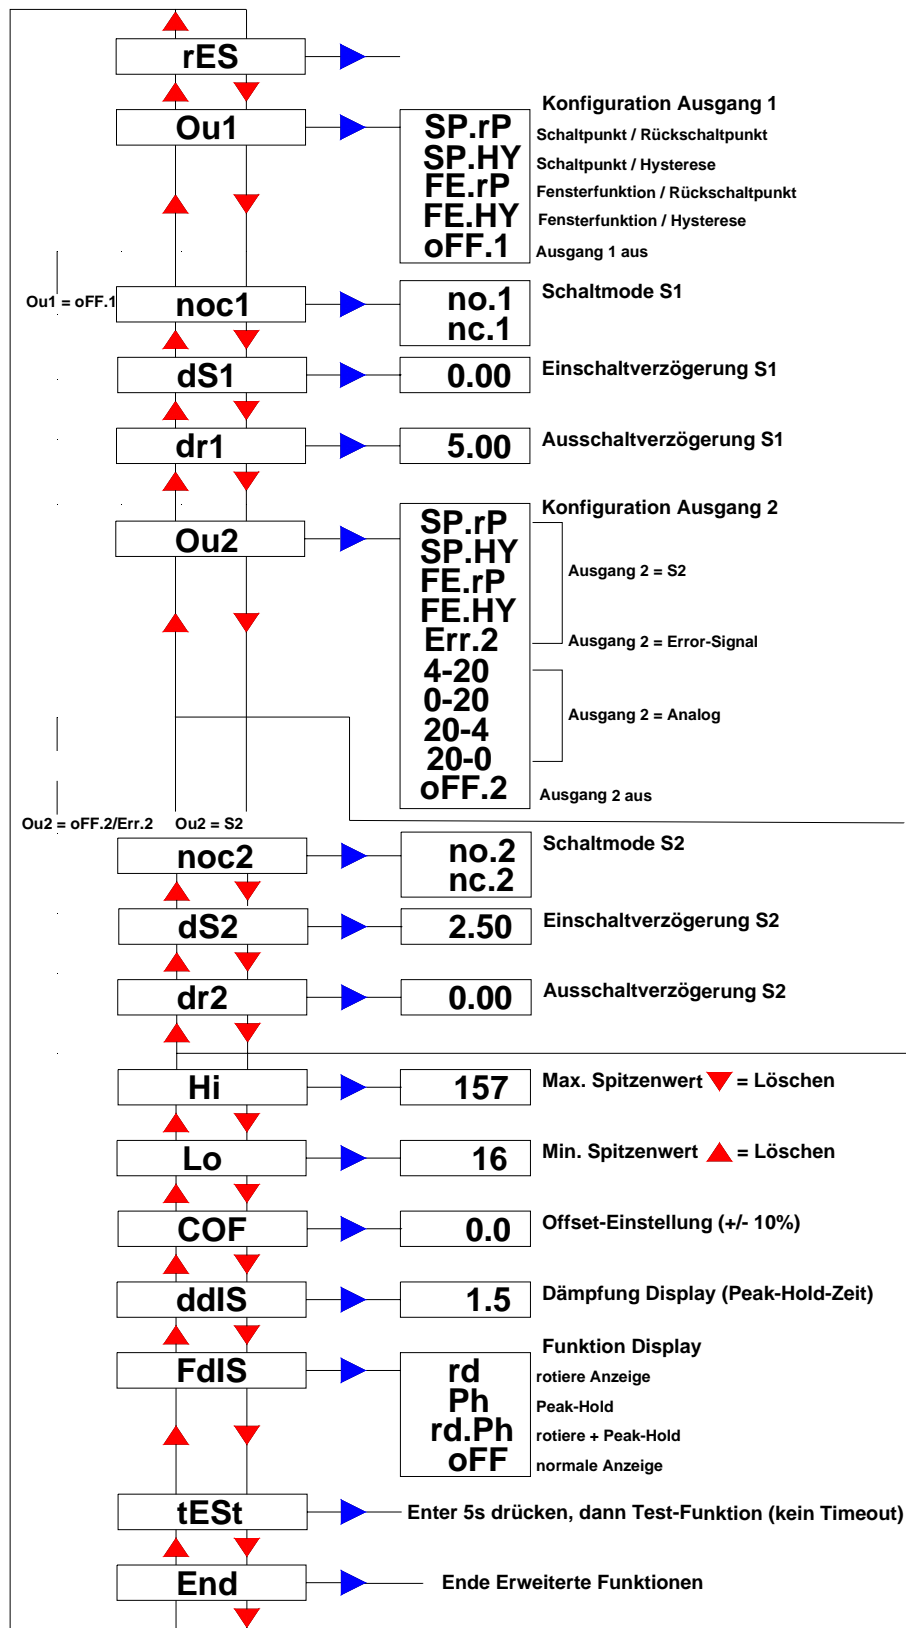 rES
Ou1
Konfiguration Ausgang 1
SP.rP
Schaltpunkt / Rückschaltpunkt
SP.HY
Schaltpunkt / Hysterese
FE.rP
Fensterfunktion / Rückschaltpunkt
FE.HY
Fensterfunktion / Hysterese
oFF.1
Ausgang 1 aus
Ou1 = oFF.1
noc1
no.1
nc.1
Schaltmode S1
dS1
0.00
Einschaltverzögerung S1
dr1
5.00
Ausschaltverzögerung S1
Ou2
Konfiguration Ausgang 2
SP.rP
SP.HY
FE.rP
FE.HY
Ausgang 2 = S2
Err.2
Ausgang 2 = Error-Signal
4-20
0-20
20-4
20-0
Ausgang 2 = Analog
oFF.2
Ausgang 2 aus
Ou2 = oFF.2/Err.2
Ou2 = S2
noc2
no.2
nc.2
Schaltmode S2
dS2
2.50
Einschaltverzögerung S2
dr2
0.00
Ausschaltverzögerung S2
Hi
157
Max. Spitzenwert ▼ = Löschen
Lo
16
Min. Spitzenwert ▲ = Löschen
COF
0.0
Offset-Einstellung (+/- 10%)
ddIS
1.5
Dämpfung Display (Peak-Hold-Zeit)
FdIS
Funktion Display
rd
rotiere Anzeige
Ph
Peak-Hold
rd.Ph
rotiere + Peak-Hold
oFF
normale Anzeige
tESt
Enter 5s drücken, dann Test-Funktion (kein Timeout)
End
Ende Erweiterte Funktionen